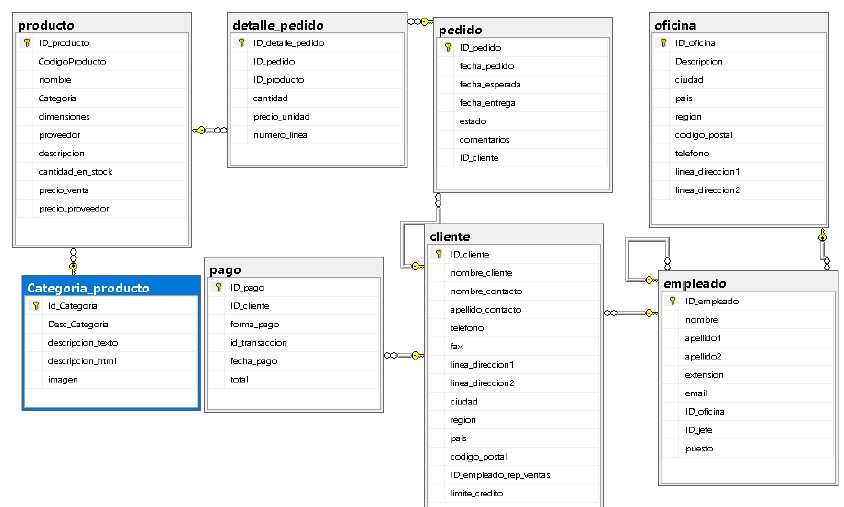 producto
ID_producto
CodigoProducto
nombre
Categoria
dimensiones
proveedor
descripcion
cantidad_en_stock
precio_venta
precio_proveedor
detalle_pedido
ID_detalle_pedido
ID_pedido
ID_producto
cantidad
precio_unidad
numero_linea
pedido
ID_pedido
fecha_pedido
fecha_esperada
fecha_entrega
estado
comentarios
ID_cliente
oficina
ID_oficina
Descripcion
ciudad
pais
region
codigo_postal
telefono
linea_direccion1
linea_direccion2
Categoria_producto
Id_Categoria
Desc_Categoria
descripcion_texto
descripcion_html
imagen
pago
ID_pago
ID_cliente
forma_pago
id_transaccion
fecha_pago
total
cliente
ID_cliente
nombre_cliente
nombre_contacto
apellido_contacto
telefono
fax
linea_direccion1
linea_direccion2
ciudad
region
pais
codigo_postal
ID_empleado_rep_ventas
limite_credito
empleado
ID_empleado
nombre
apellido1
apellido2
extension
email
ID_oficina
ID_jefe
puesto